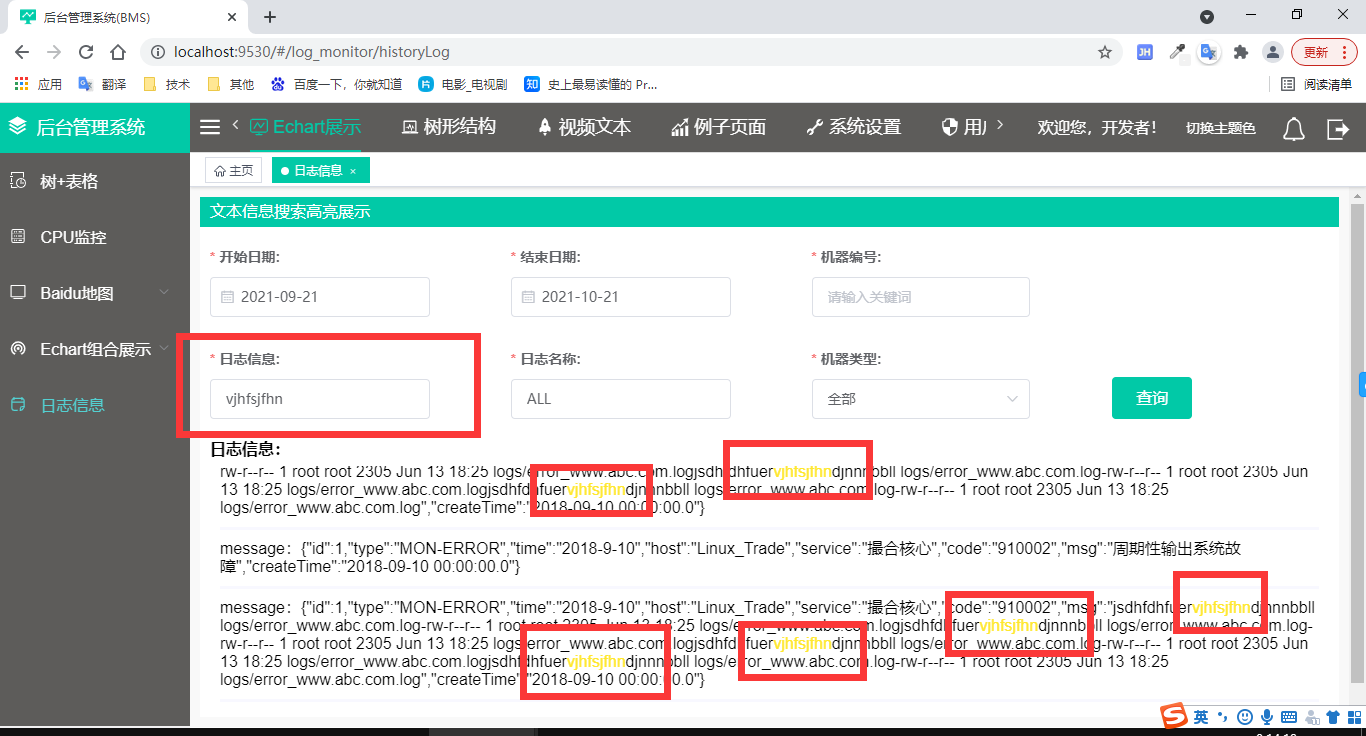 后台管理系统(BMS)
localhost:9530/#/log_monitor/historyLog
JH
更新
应用 翻译 技术 其他 百度一下，你就知道 电影_电视剧 知 史上最易读懂的 Pr... 阅读清单
后台管理系统 Echart展示 树形结构 视频文本 例子页面 系统设置 欢迎您，开发者! 切换主题色
主页 日志信息 ×
树+表格
CPU监控
Baidu地图
Echart组合展示
日志信息
文本信息搜索高亮展示
* 开始日期: * 结束日期: * 机器编号:
2021-09-21 2021-10-21 请输入关键词
* 日志信息: * 日志名称: * 机器类型:
vjhfsjfhn ALL 全部 查询
日志信息：
rw-r--r-- 1 root root 2305 Jun 13 18:25 logs/error_www.abc.com.logjsdhfdhfuervjhfsjfhndjnnnbbll logs/error_www.abc.com.log-rw-r--r-- 1 root root 2305 Jun
13 18:25 logs/error_www.abc.com.logjsdhfdhfuervjhfsjfhndjnnnbbll logs/error_www.abc.com.log-rw-r--r-- 1 root root 2305 Jun 13 18:25
logs/error_www.abc.com.log","createTime":"2018-09-10 00:00:00.0"}
message：{"id":1,"type":"MON-ERROR","time":"2018-9-10","host":"Linux_Trade","service":"撮合核心","code":"910002","msg":"周期性输出系统故
障","createTime":"2018-09-10 00:00:00.0"}
message：{"id":1,"type":"MON-ERROR","time":"2018-9-10","host":"Linux_Trade","service":"撮合核心","code":"910002","msg":"jsdhfdhfuervjhfsjfhndjnnnbbll
logs/error_www.abc.com.log-rw-r--r-- 1 root root 2305 Jun 13 18:25 logs/error_www.abc.com.logjsdhfdhfuervjhfsjfhndjnnnbbll logs/error_www.abc.com.log-
rw-r--r-- 1 root root 2305 Jun 13 18:25 logs/error_www.abc.com.logjsdhfdhfuervjhfsjfhndjnnnbbll logs/error_www.abc.com.log-rw-r--r-- 1 root root 2305 Jun
13 18:25 logs/error_www.abc.com.logjsdhfdhfuervjhfsjfhndjnnnbbll logs/error_www.abc.com.log-rw-r--r-- 1 root root 2305 Jun 13 18:25
logs/error_www.abc.com.log","createTime":"2018-09-10 00:00:00.0"}
英